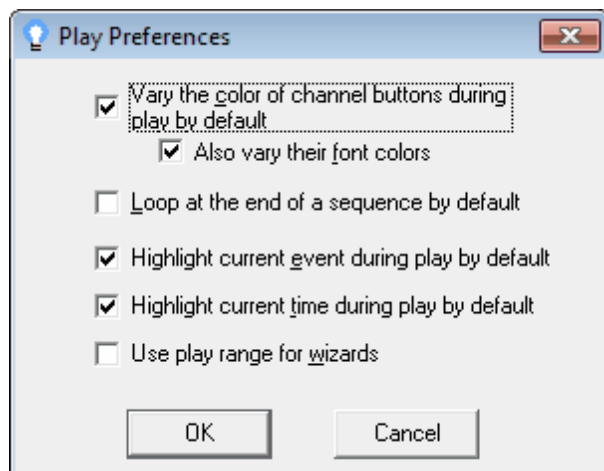 Play Preferences
Vary the color of channel buttons during
play by default
Also vary their font colors
Loop at the end of a sequence by default
Highlight current event during play by default
Highlight current time during play by default
Use play range for wizards
OK
Cancel